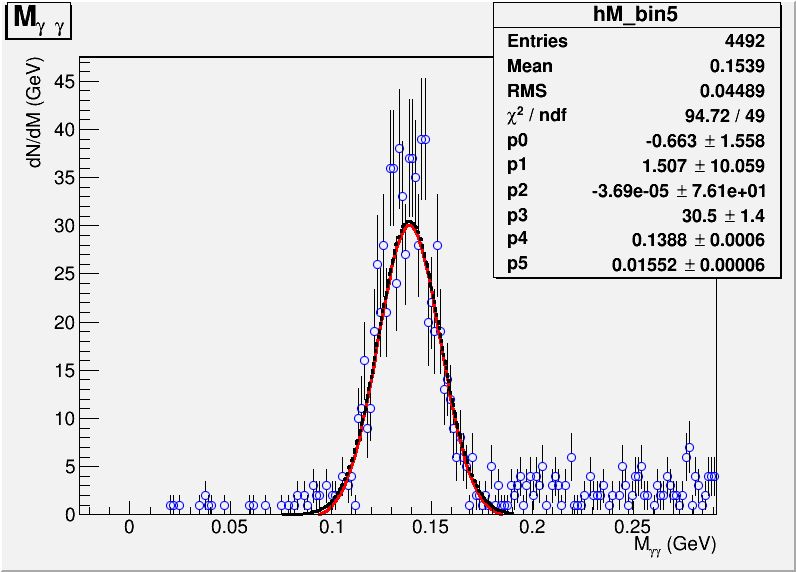 M γ γ
hM_bin5
Entries 4492
Mean 0.1539
RMS 0.04489
χ² / ndf 94.72 / 49
p0 -0.663 ± 1.558
p1 1.507 ± 10.059
p2 -3.69e-05 ± 7.61e+01
p3 30.5 ± 1.4
p4 0.1388 ± 0.0006
p5 0.01552 ± 0.00006
dN/dM (GeV)
45
40
35
30
25
20
15
10
5
0
0 0.05 0.1 0.15 0.2 0.25
Mγγ (GeV)